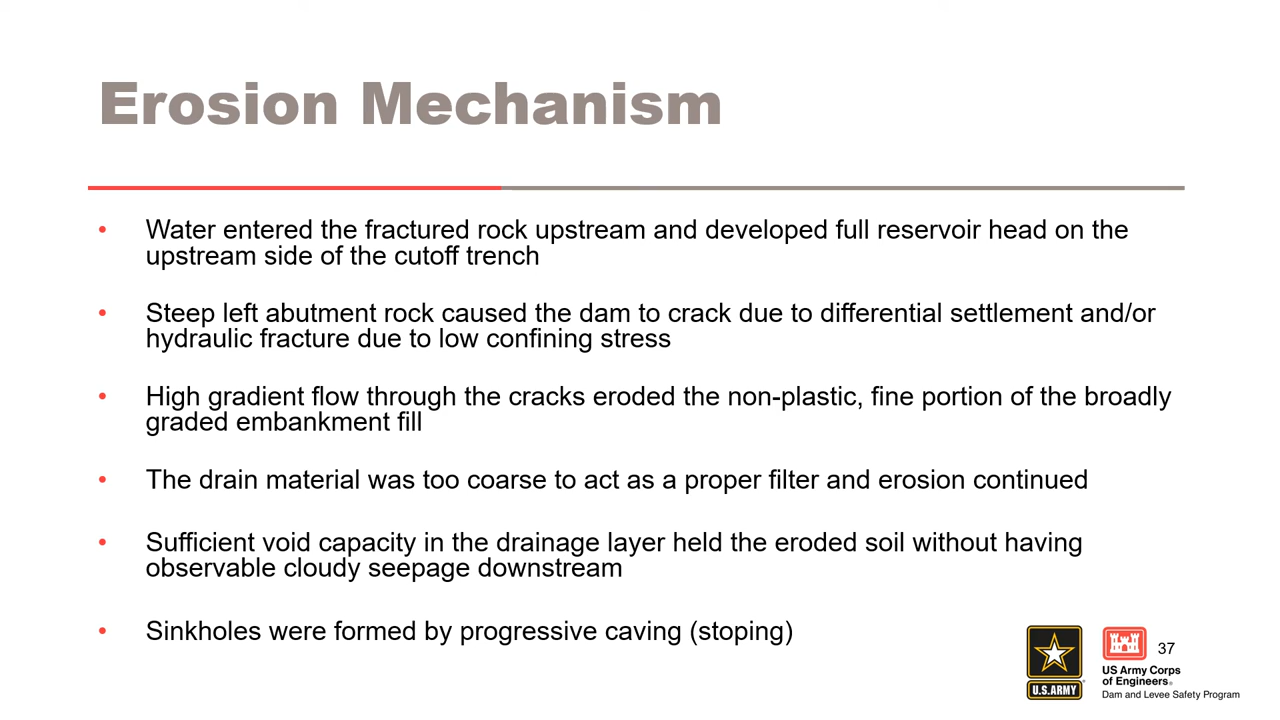 Erosion Mechanism
• Water entered the fractured rock upstream and developed full reservoir head on the
upstream side of the cutoff trench
• Steep left abutment rock caused the dam to crack due to differential settlement and/or
hydraulic fracture due to low confining stress
• High gradient flow through the cracks eroded the non-plastic, fine portion of the broadly
graded embankment fill
• The drain material was too coarse to act as a proper filter and erosion continued
• Sufficient void capacity in the drainage layer held the eroded soil without having
observable cloudy seepage downstream
• Sinkholes were formed by progressive caving (stoping)
U.S.ARMY
37
US Army Corps
of Engineers®
Dam and Levee Safety Program